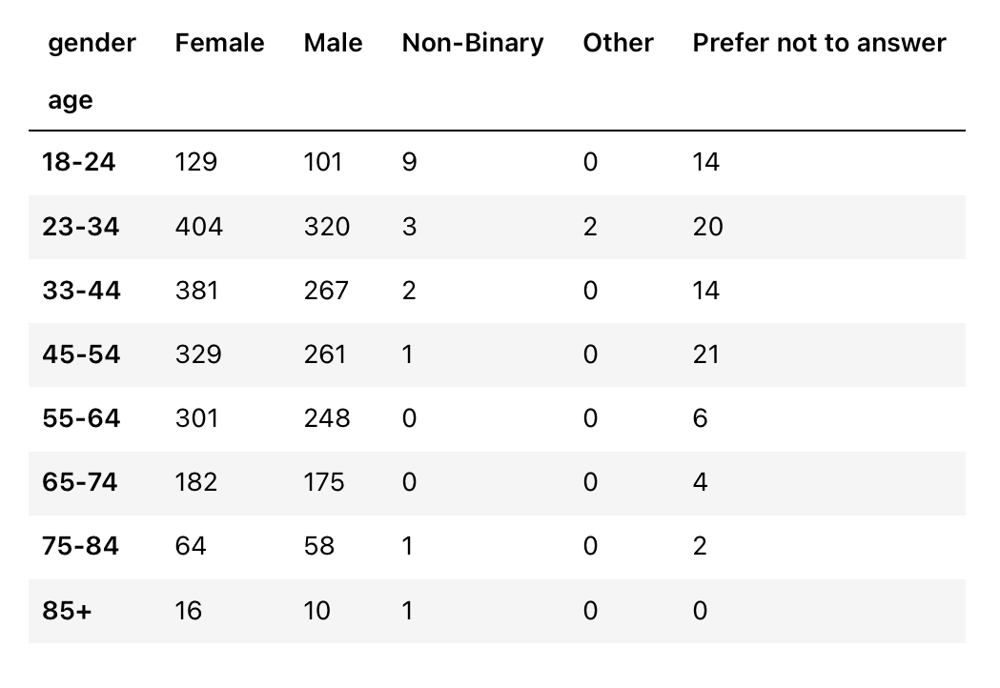 gender Female Male Non-Binary Other Prefer not to answer
age
18-24 129 101 9 0 14
23-34 404 320 3 2 20
33-44 381 267 2 0 14
45-54 329 261 1 0 21
55-64 301 248 0 0 6
65-74 182 175 0 0 4
75-84 64 58 1 0 2
85+ 16 10 1 0 0